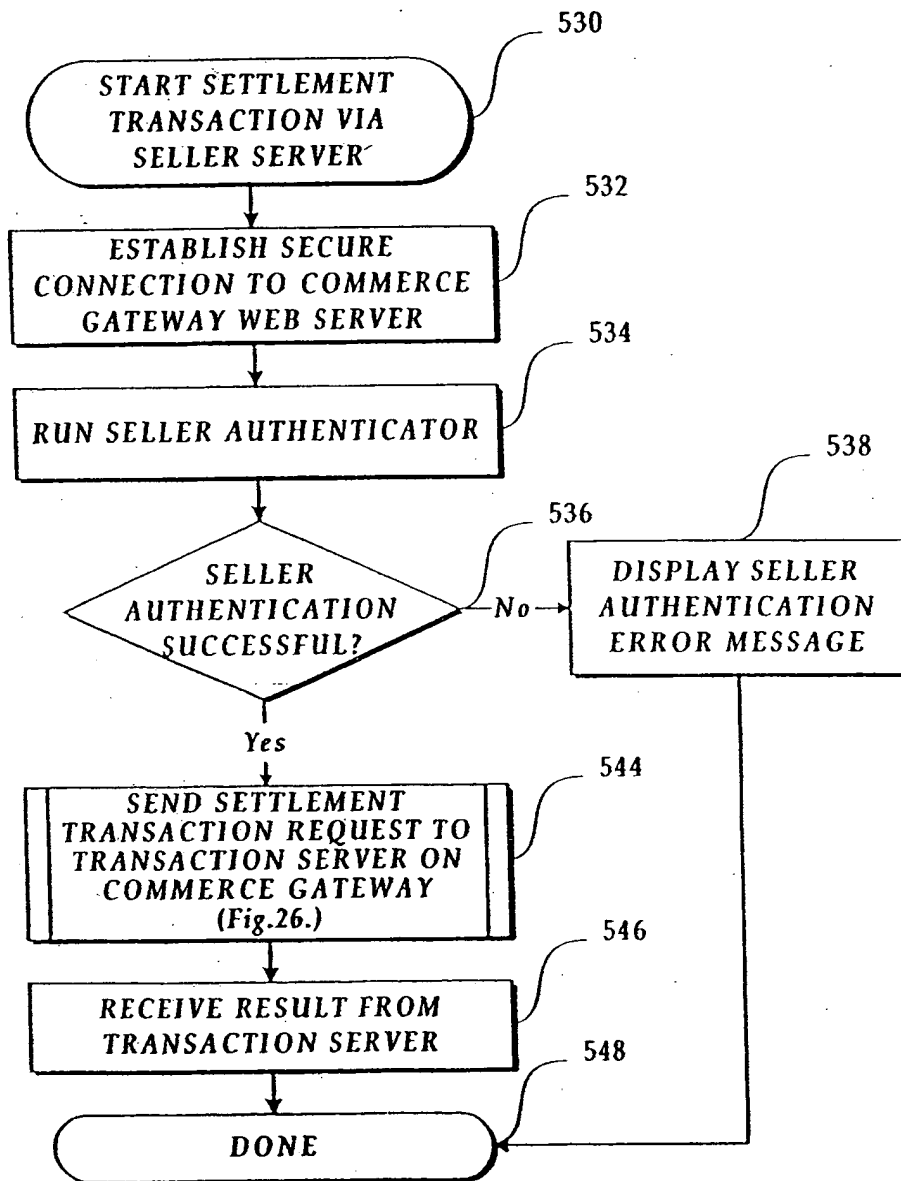 530
START SETTLEMENT
TRANSACTION VIA
SELLER SERVER
532
ESTABLISH SECURE
CONNECTION TO COMMERCE
GATEWAY WEB SERVER
534
RUN SELLER AUTHENTICATOR
536
SELLER
AUTHENTICATION
SUCCESSFUL?
No
538
DISPLAY SELLER
AUTHENTICATION
ERROR MESSAGE
Yes
544
SEND SETTLEMENT
TRANSACTION REQUEST TO
TRANSACTION SERVER ON
COMMERCE GATEWAY
(Fig.26.)
546
RECEIVE RESULT FROM
TRANSACTION SERVER
548
DONE